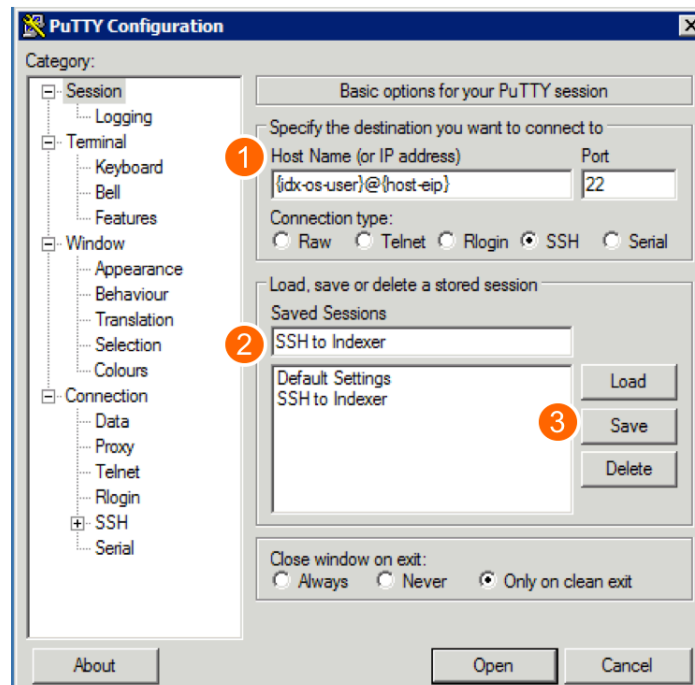 PuTTY Configuration
Category:
Session
Logging
Terminal
Keyboard
Bell
Features
Window
Appearance
Behaviour
Translation
Selection
Colours
Connection
Data
Proxy
Telnet
Rlogin
SSH
Serial
Basic options for your PuTTY session
Specify the destination you want to connect to
1
Host Name (or IP address) Port
{idx-os-user}@{host-eip} 22
Connection type:
Raw Telnet Rlogin SSH Serial
Load, save or delete a stored session
Saved Sessions
2
SSH to Indexer
Default Settings
SSH to Indexer
Load
3
Save
Delete
Close window on exit:
Always Never Only on clean exit
About Open Cancel